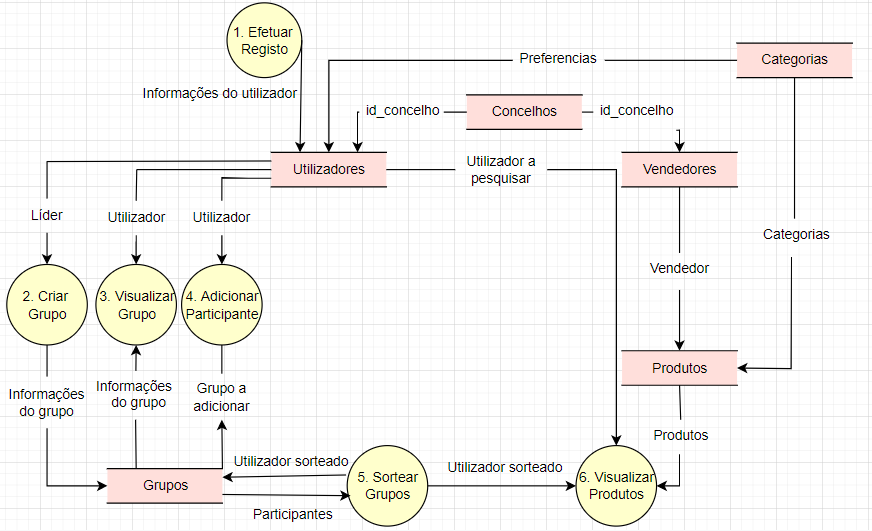 1. Efetuar
Registo
Preferencias
Categorias
Informações do utilizador
id_concelho
Concelhos
id_concelho
Utilizadores
Utilizador a
pesquisar
Vendedores
Líder
Utilizador
Utilizador
Categorias
Vendedor
2. Criar
Grupo
3. Visualizar
Grupo
4. Adicionar
Participante
Produtos
Informações
do grupo
Informações
do grupo
Grupo a
adicionar
Produtos
Utilizador sorteado
Utilizador sorteado
Grupos
5. Sortear
Grupos
6. Visualizar
Produtos
Participantes